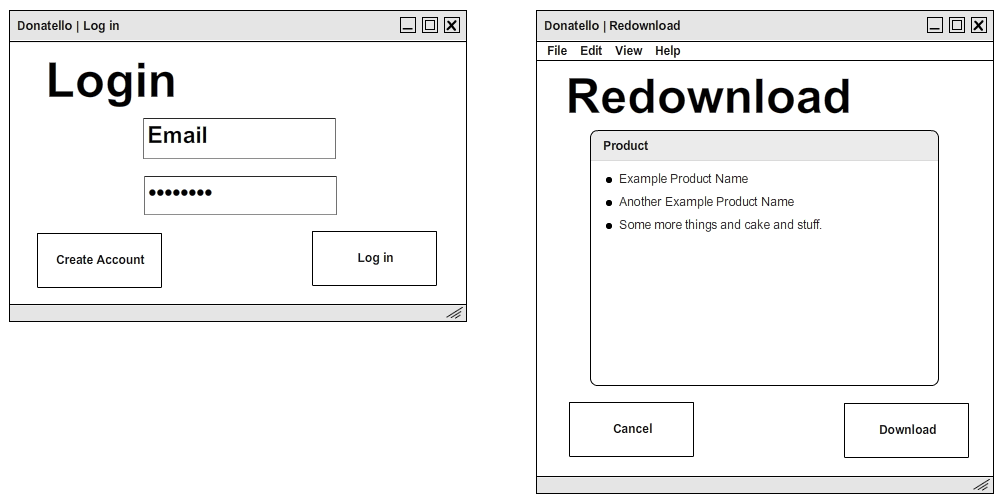 Donatello | Log in
Login
Email
••••••••
Create Account
Log in
Donatello | Redownload
File Edit View Help
Redownload
Product
• Example Product Name
• Another Example Product Name
• Some more things and cake and stuff.
Cancel
Download